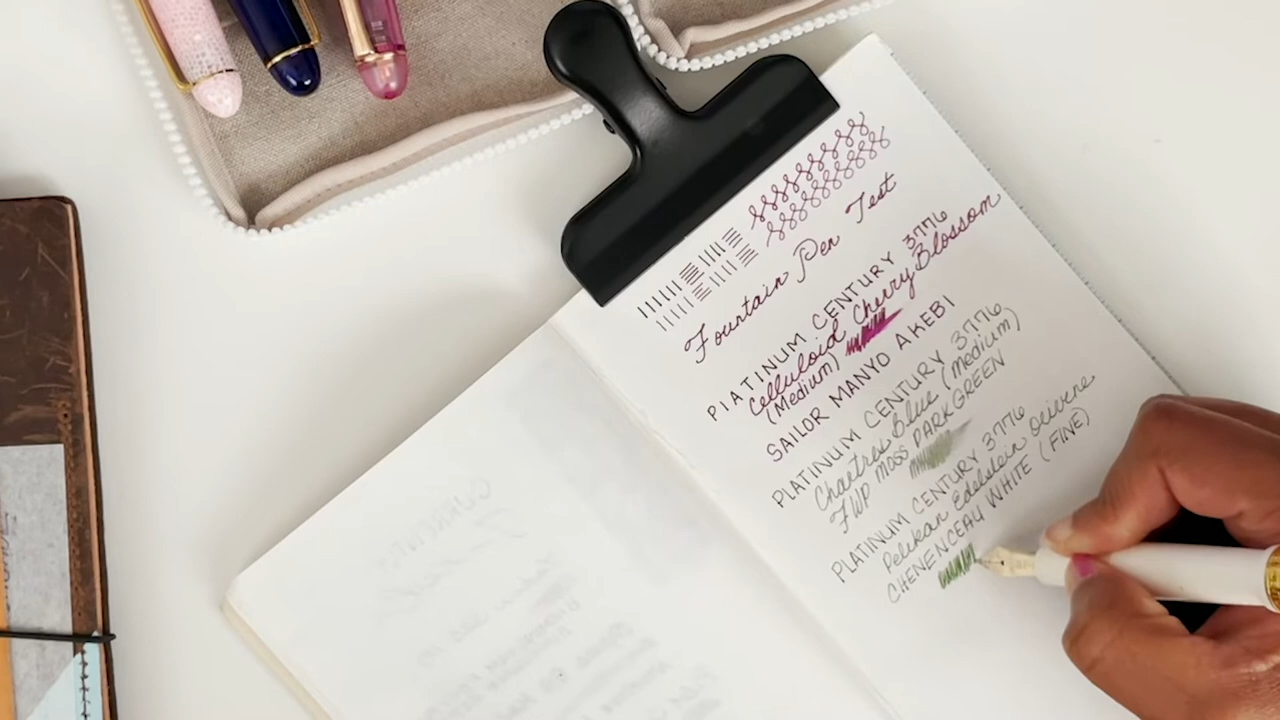 Fountain Pen Test
PlATINUM CENTURY 3776
Celluloid Cherry Blossom
(Medium)
SAILOR MANYO AKEBI
PLATINUM CENTURY 3776
Chartres Blue (medium)
FWP MOSS PARK GREEN
PLATINUM CENTURY 3776
Pelikan Edelstein Olivene
CHENENCEAU WHITE (FINE)